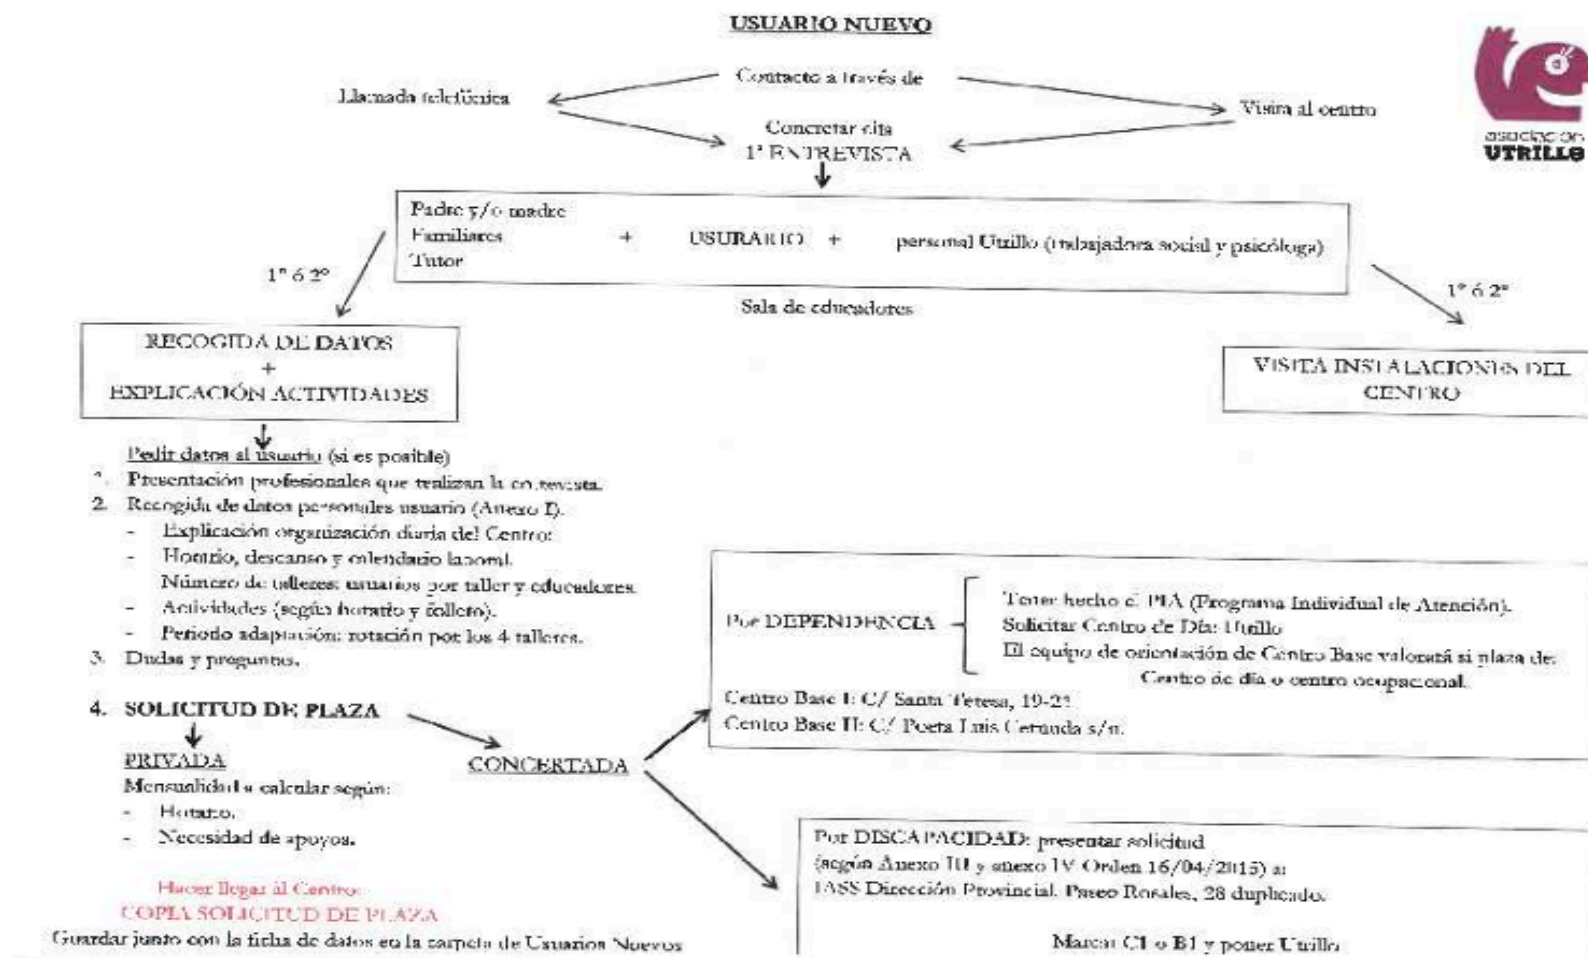 USUARIO NUEVO
Contacto a través de
Llamada telefónica
Visita al centro
Concretar cita
1ª ENTREVISTA
asociación
UTRILLO
Padre y/o madre
Familiares + USURARIO + personal Utrillo (trabajadora social y psicóloga)
Tutor
1º ó 2º
1º ó 2º
Sala de educadores
RECOGIDA DE DATOS
+
EXPLICACIÓN ACTIVIDADES
VISITA INSTALACIONES DEL
CENTRO
Pedir datos al usuario (si es posible)
1. Presentación profesionales que realizan la entrevista.
2. Recogida de datos personales usuario (Anexo I).
- Explicación organización diaria del Centro:
- Horario, descanso y calendario laboral.
Número de talleres: usuarios por taller y educadores
- Actividades (según horario y folleto).
- Periodo adaptación: rotación por los 4 talleres.
3. Dudas y preguntas.
4. SOLICITUD DE PLAZA
PRIVADA
Mensualidad a calcular según:
- Horario.
- Necesidad de apoyos.
CONCERTADA
Por DEPENDENCIA
Tener hecho el PIA (Programa Individual de Atención).
Solicitar Centro de Día: Utrillo
El equipo de orientación de Centro Base valorará si plaza de:
Centro de día o centro ocupacional.
Centro Base I: C/ Santa Teresa, 19-21
Centro Base II: C/ Poeta Luis Cernuda s/n.
Por DISCAPACIDAD: presentar solicitud
(según Anexo III y anexo IV Orden 16/04/2015) a:
IASS Dirección Provincial. Paseo Rosales, 28 duplicado.
Marcar C1 o B1 y poner Utrillo
Hacer llegar al Centro:
COPIA SOLICITUD DE PLAZA
Guardar junto con la ficha de datos en la carpeta de Usuarios Nuevos